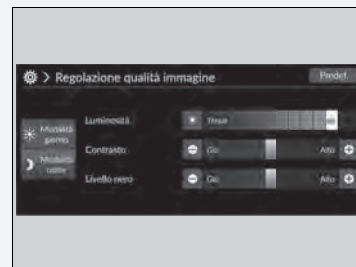 > Regolazione qualità immagine
Predef.
Luminosità
Modalità
giorno
Contrasto
Giù
Alto
Modalità
notte
Livello nero
Giù
Alto